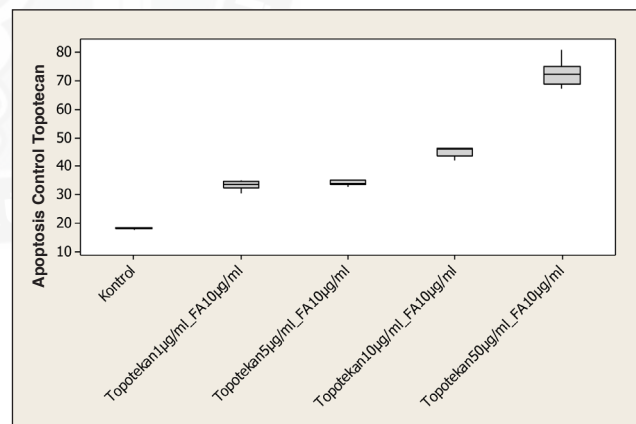 Apoptosis Control Topotecan
80
70
60
50
40
30
20
10
Kontrol
Topotekan1µg/ml_FA10µg/ml
Topotekan5µg/ml_FA10µg/ml
Topotekan10µg/ml_FA10µg/ml
Topotekan50µg/ml_FA10µg/ml